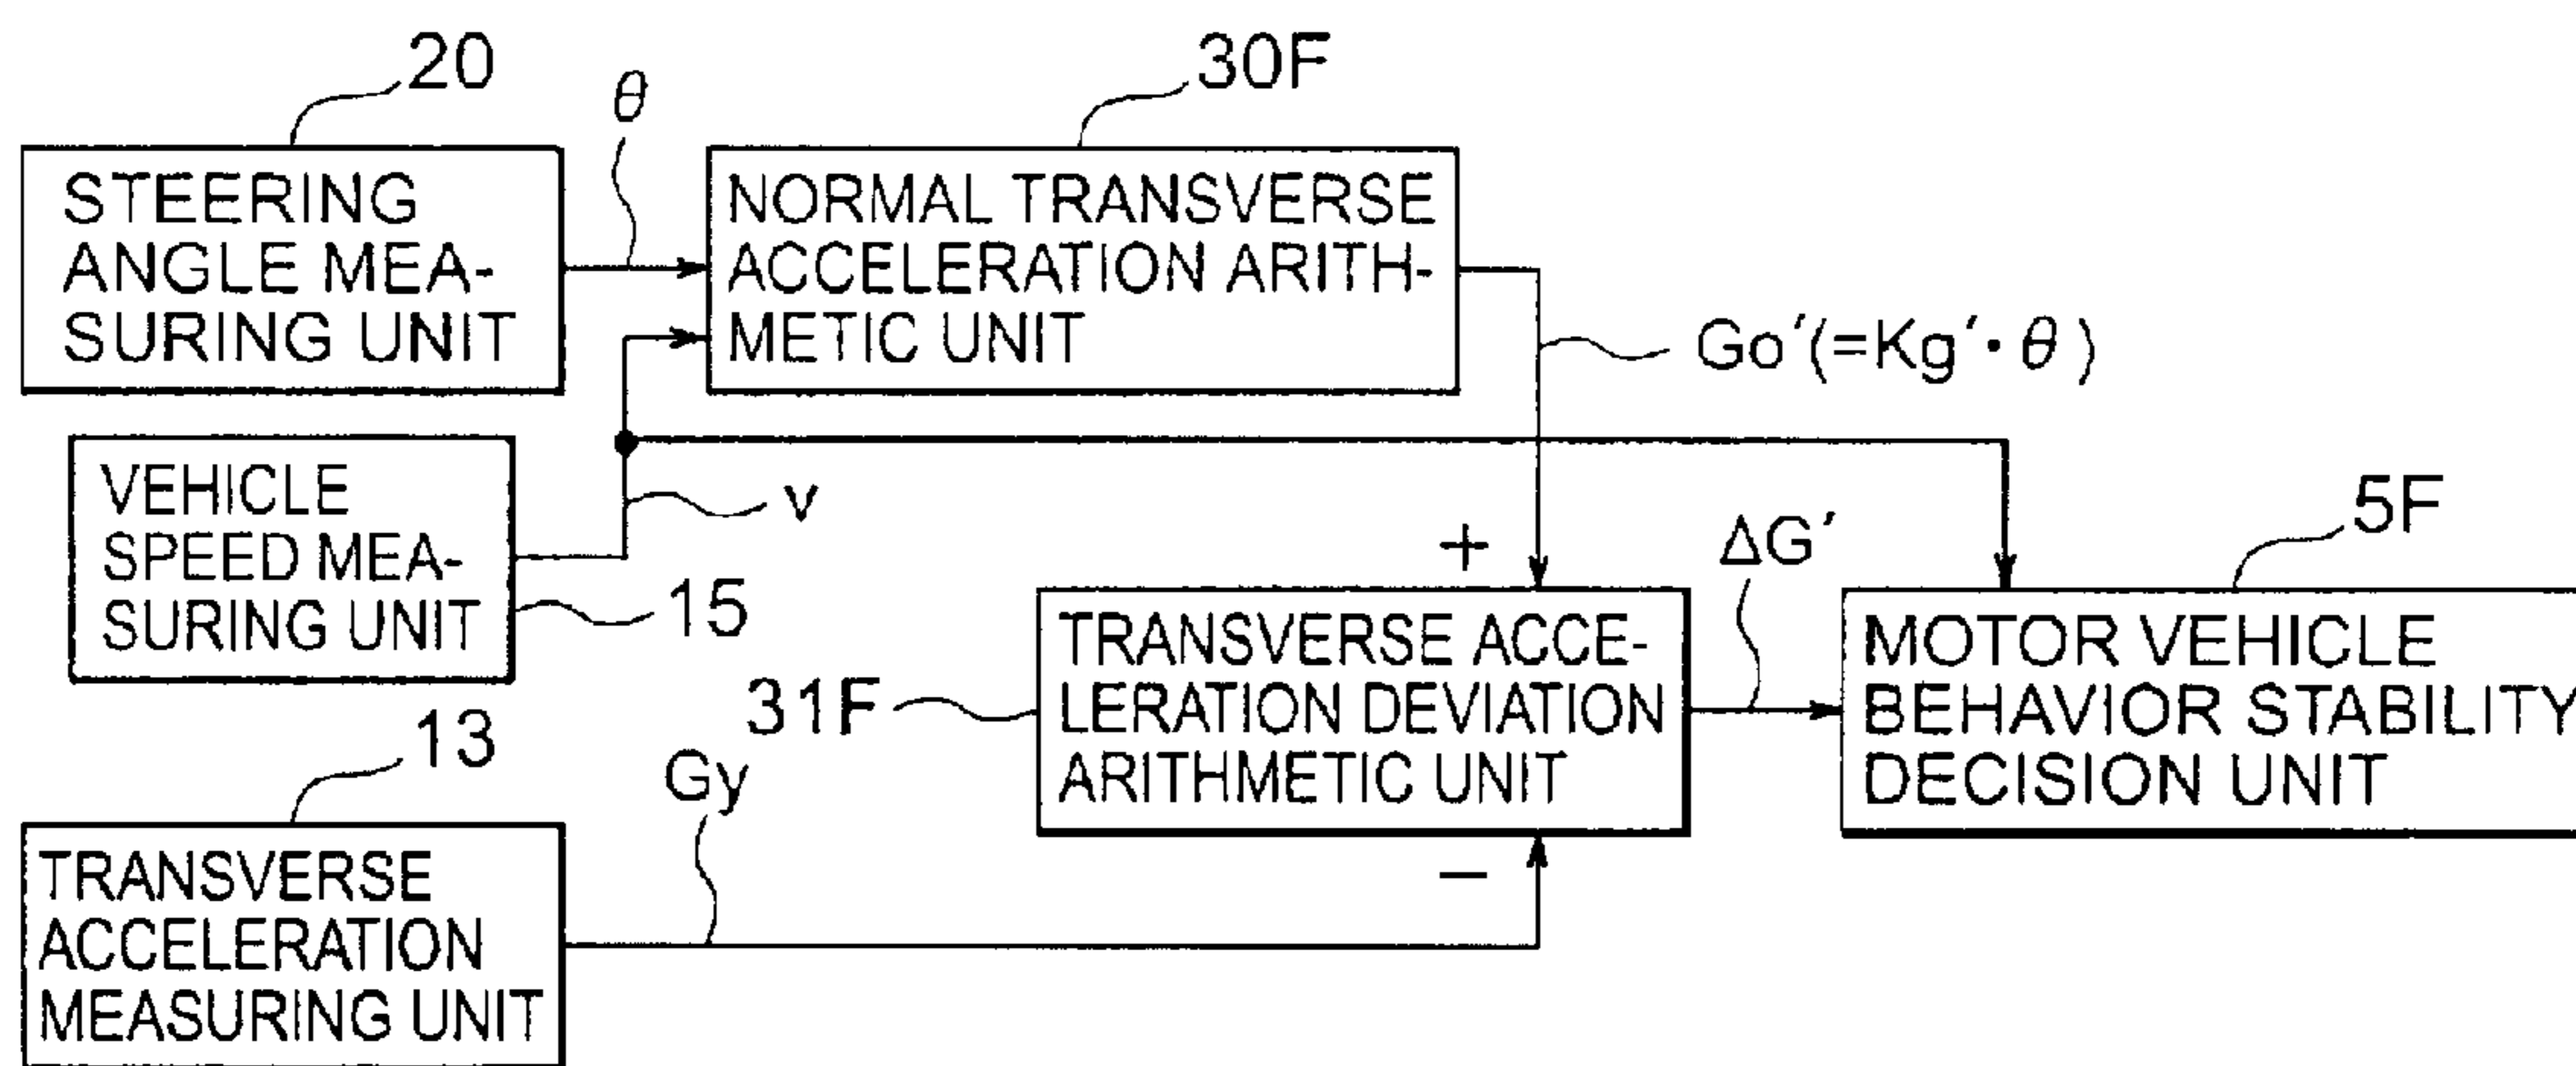 20
θ
30F
STEERING
ANGLE MEA-
SURING UNIT
NORMAL TRANSVERSE
ACCELERATION ARITH-
METIC UNIT
Go′(=Kg′·θ)
VEHICLE
SPEED MEA-
SURING UNIT
v
15
+
ΔG′
5F
31F
TRANSVERSE ACCE-
LERATION DEVIATION
ARITHMETIC UNIT
MOTOR VEHICLE
BEHAVIOR STABILITY
DECISION UNIT
13
Gy
−
TRANSVERSE
ACCELERATION
MEASURING UNIT